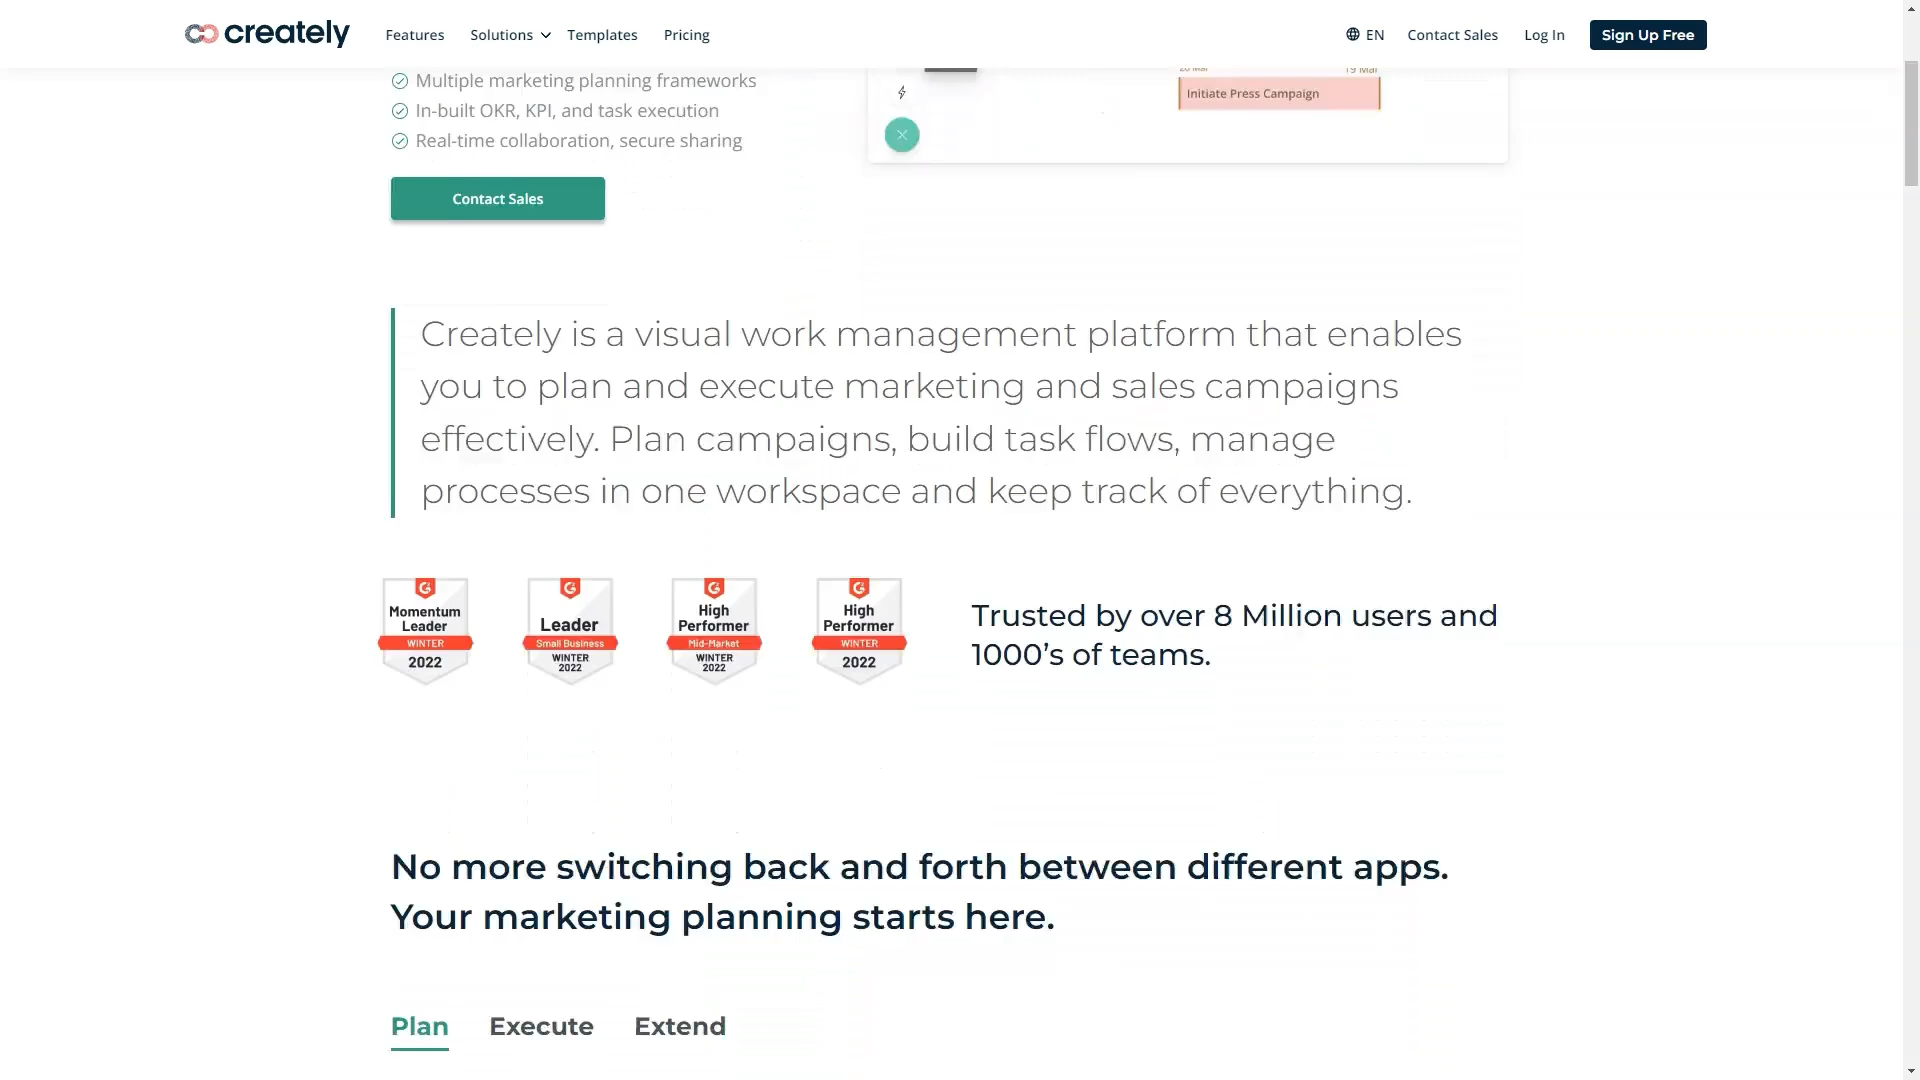 creately
Features
Solutions
Templates
Pricing
EN
Contact Sales
Log In
Sign Up Free
Multiple marketing planning frameworks
In-built OKR, KPI, and task execution
Real-time collaboration, secure sharing
Contact Sales
19 Mar
Initiate Press Campaign
Creately is a visual work management platform that enables
you to plan and execute marketing and sales campaigns
effectively. Plan campaigns, build task flows, manage
processes in one workspace and keep track of everything.
Momentum
Leader
WINTER
2022
Leader
Small Business
WINTER
2022
High
Performer
Mid-Market
WINTER
2022
High
Performer
WINTER
2022
Trusted by over 8 Million users and
1000’s of teams.
No more switching back and forth between different apps.
Your marketing planning starts here.
Plan
Execute
Extend